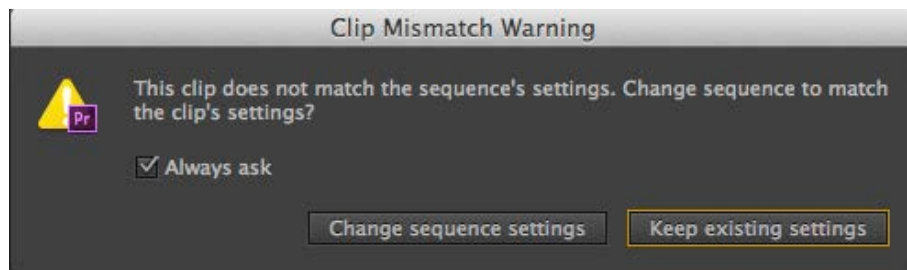 Clip Mismatch Warning
This clip does not match the sequence's settings. Change sequence to match
the clip's settings?
Pr
Always ask
Change sequence settings
Keep existing settings